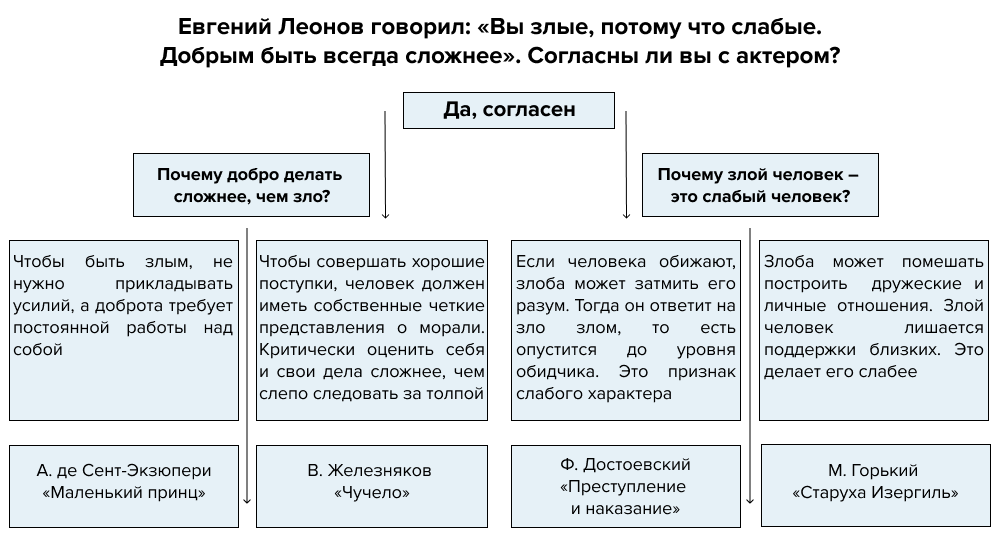 Евгений Леонов говорил: «Вы злые, потому что слабые.
Добрым быть всегда сложнее». Согласны ли вы с актером?
Да, согласен
Почему добро делать
сложнее, чем зло?
Почему злой человек –
это слабый человек?
Чтобы быть злым, не
нужно прикладывать
усилий, а доброта требует
постоянной работы над
собой
Чтобы совершать хорошие
поступки, человек должен
иметь собственные четкие
представления о морали.
Критически оценить себя
и свои дела сложнее, чем
слепо следовать за толпой
Если человека обижают,
злоба может затмить его
разум. Тогда он ответит на
зло злом, то есть
опустится до уровня
обидчика. Это признак
слабого характера
Злоба может помешать
построить дружеские и
личные отношения. Злой
человек лишается
поддержки близких. Это
делает его слабее
А. де Сент-Экзюпери
«Маленький принц»
В. Железняков
«Чучело»
Ф. Достоевский
«Преступление
и наказание»
М. Горький
«Старуха Изергиль»